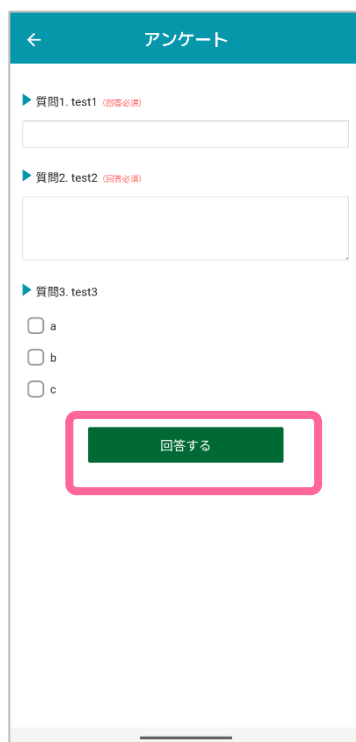 アンケート
質問1. test1 (回答必須)
質問2. test2 (回答必須)
質問3. test3
a
b
c
回答する